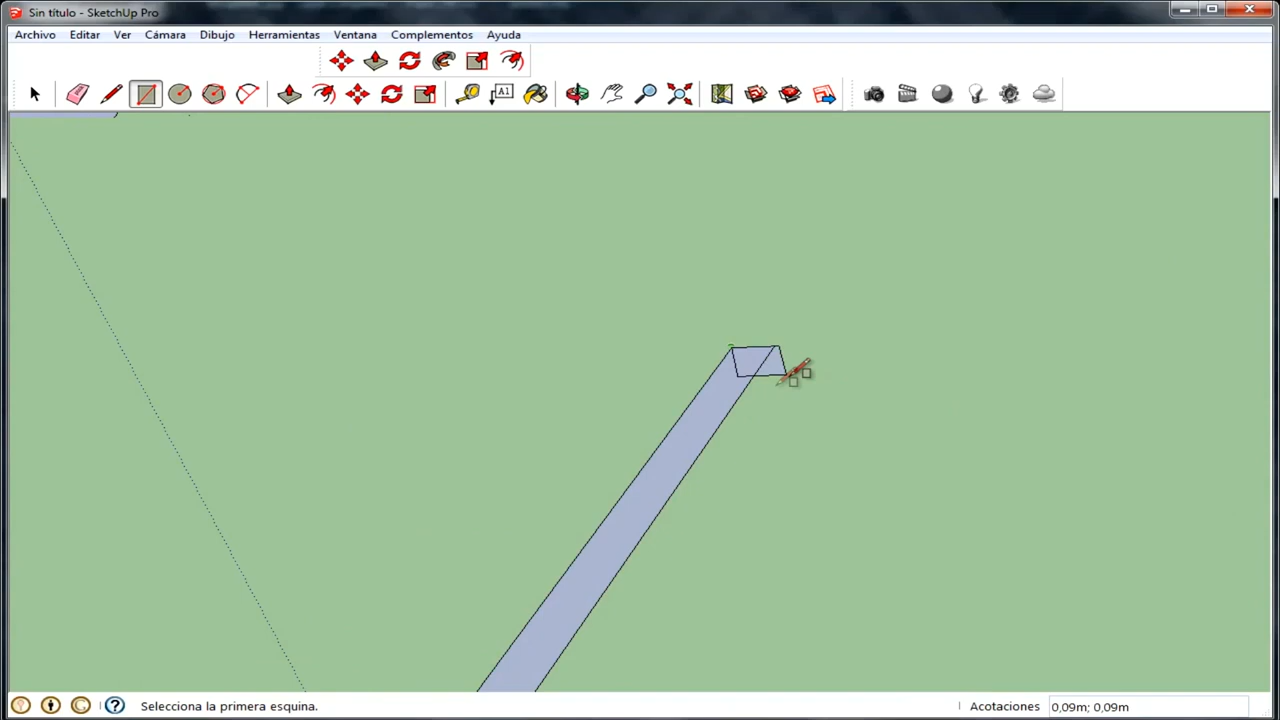 Sin título - SketchUp Pro
Archivo Editar Ver Cámara Dibujo Herramientas Ventana Complementos Ayuda
A1
Selecciona la primera esquina.
Acotaciones 0,09m; 0,09m